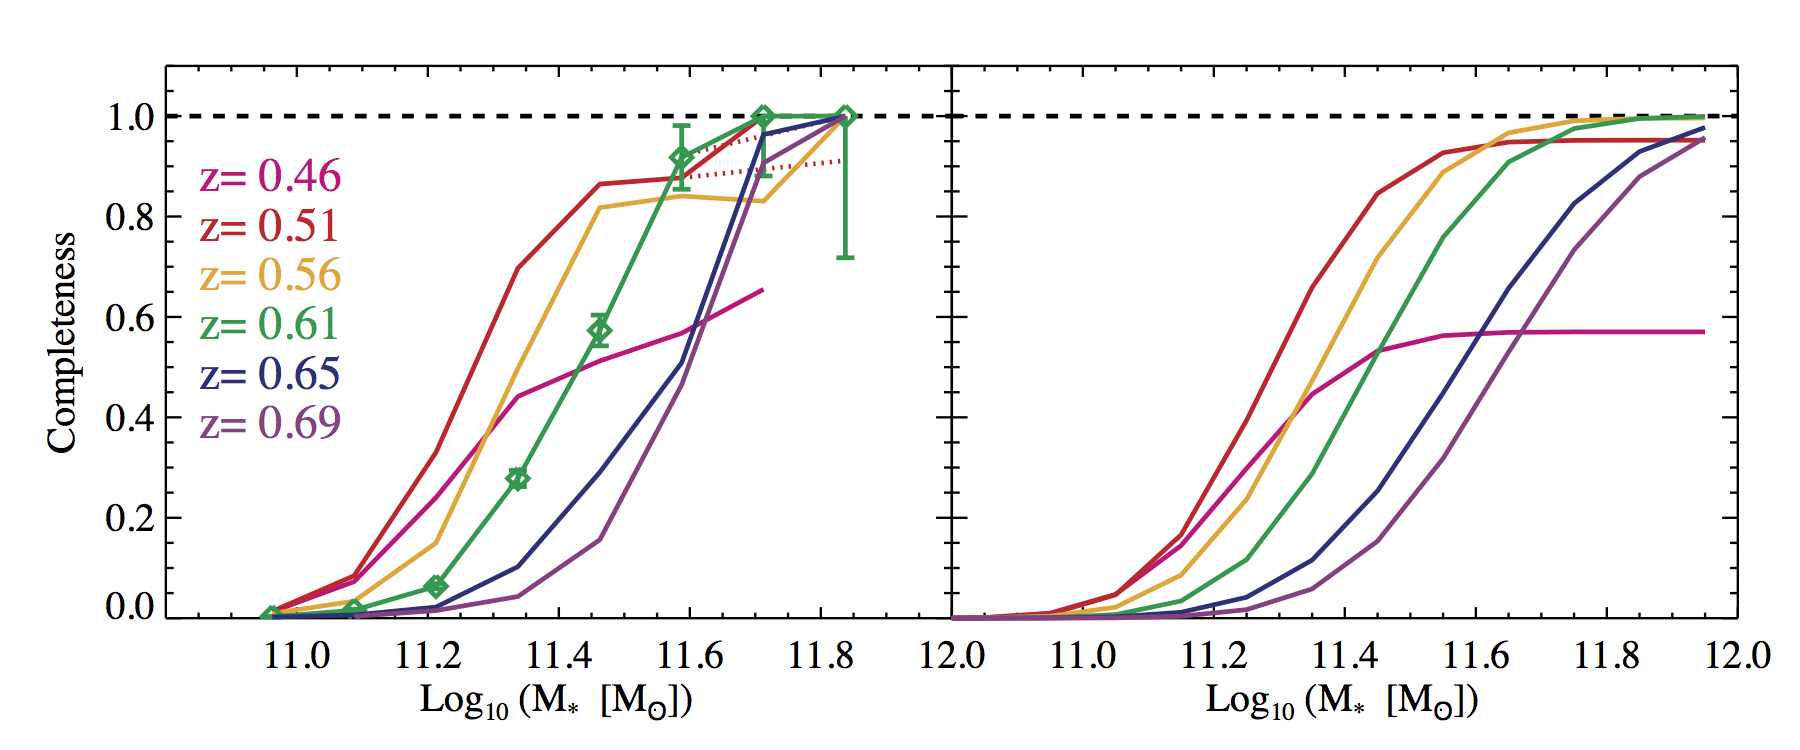 Completeness
1.0
0.8
0.6
0.4
0.2
0.0
z= 0.46
z= 0.51
z= 0.56
z= 0.61
z= 0.65
z= 0.69
11.0 11.2 11.4 11.6 11.8 12.0 11.0 11.2 11.4 11.6 11.8 12.0
Log₁₀ (M* [M⊙]) Log₁₀ (M* [M⊙])